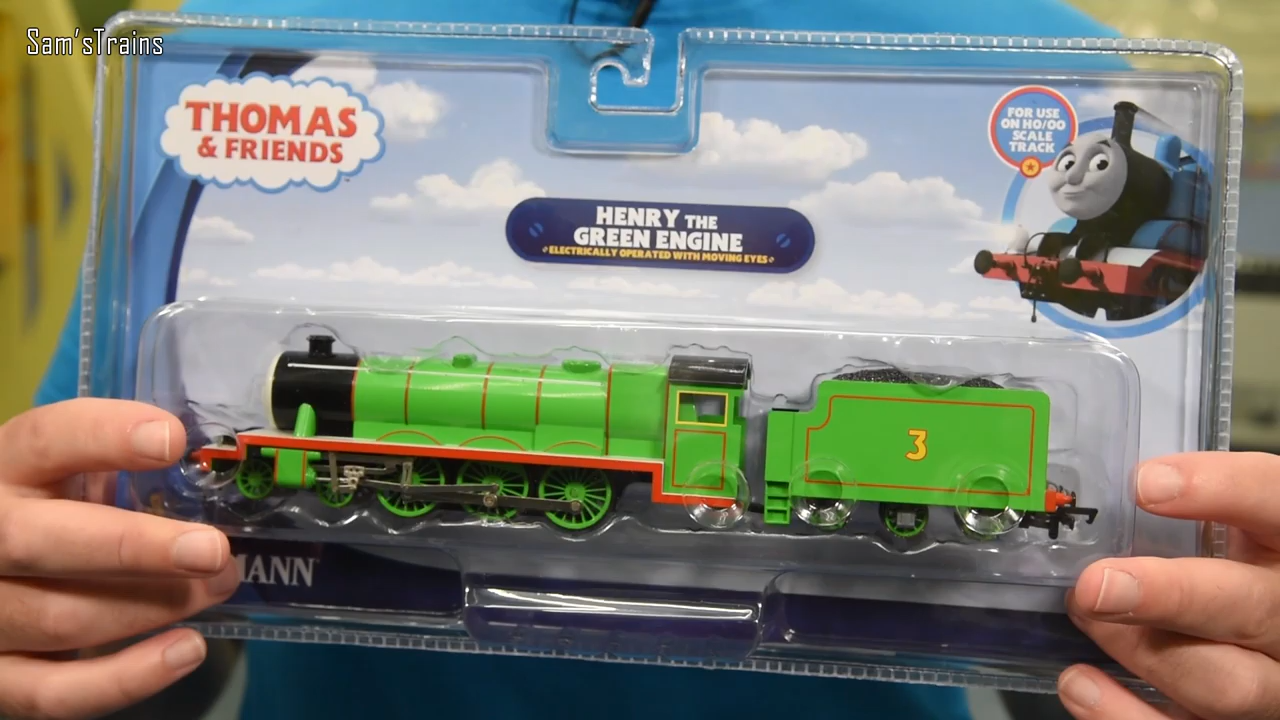 Sam'sTrains
THOMAS
& FRIENDS™
FOR USE
ON HO/OO
SCALE
TRACK
HENRY THE
GREEN ENGINE
ELECTRICALLY OPERATED WITH MOVING EYES
3
MANN